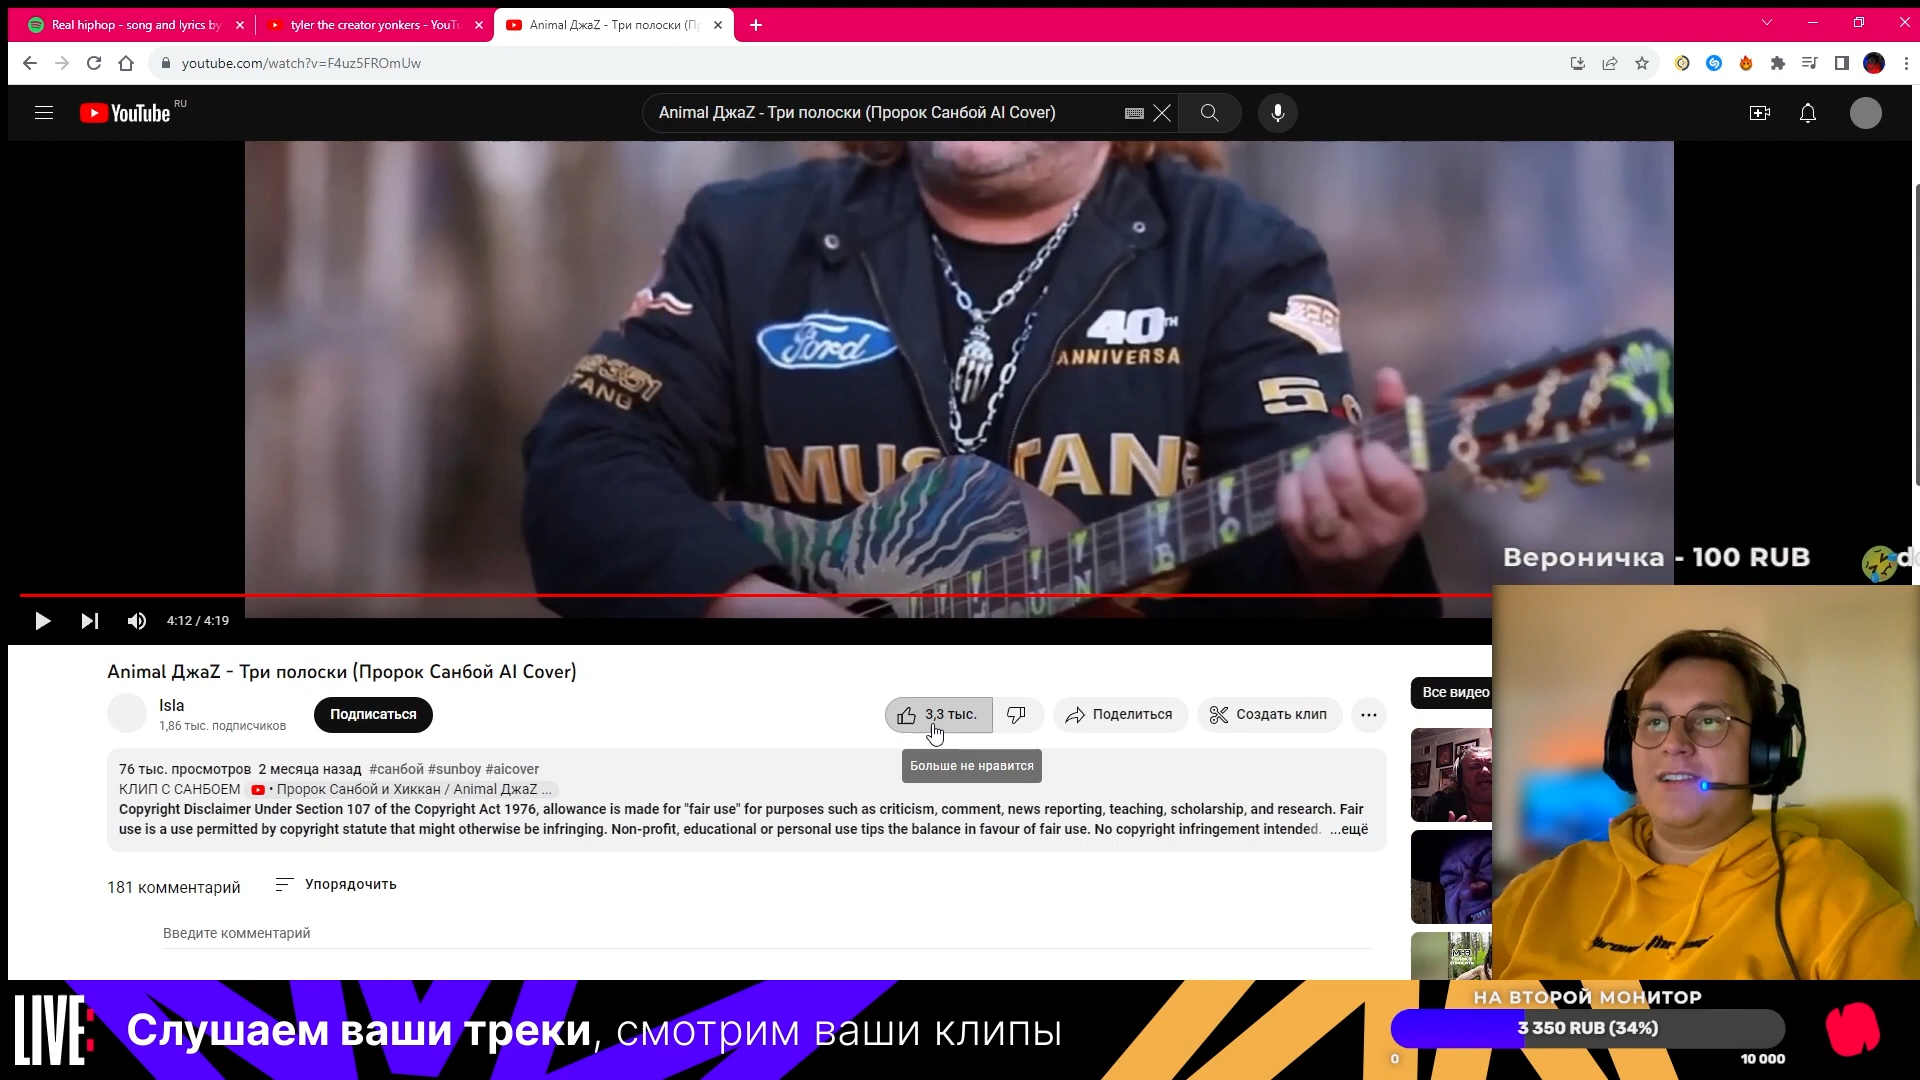 Real hiphop - song and lyrics by
tyler the creator yonkers - YouTu
Animal ДжаZ - Три полоски (Пр
youtube.com/watch?v=F4uz5FROmUw
YouTube RU
Animal ДжаZ - Три полоски (Пророк Санбой AI Cover)
Ford
40TH
ANNIVERSA
TANG
5.0
MUSTANG
Вероничка - 100 RUB
4:12 / 4:19
Animal ДжаZ - Три полоски (Пророк Санбой AI Cover)
Isla
1,86 тыс. подписчиков
Подписаться
3,3 тыс.
Поделиться
Создать клип
Больше не нравится
Все видео
76 тыс. просмотров 2 месяца назад #санбой #sunboy #aicover
КЛИП С САНБОЕМ • Пророк Санбой и Хиккан / Animal ДжаZ ...
Copyright Disclaimer Under Section 107 of the Copyright Act 1976, allowance is made for "fair use" for purposes such as criticism, comment, news reporting, teaching, scholarship, and research. Fair
use is a use permitted by copyright statute that might otherwise be infringing. Non-profit, educational or personal use tips the balance in favour of fair use. No copyright infringement intended. ...ещё
181 комментарий
Упорядочить
Введите комментарий
LIVE:
Слушаем ваши треки, смотрим ваши клипы
НА ВТОРОЙ МОНИТОР
3 350 RUB (34%)
0
10 000